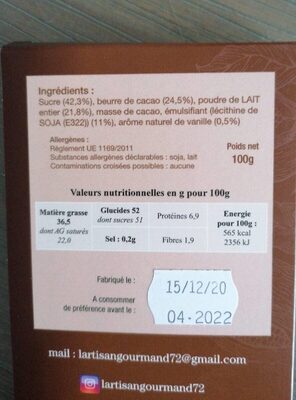 Ingrédients :
Sucre (42,3%), beurre de cacao (24,5%), poudre de LAIT
entier (21,8%), masse de cacao, émulsifiant (lécithine de
SOJA (E322)) (11%), arôme naturel de vanille (0,5%)
Allergènes :
Règlement UE 1169/2011
Substances allergènes déclarables : soja, lait
Contaminations croisées possibles : aucune
Poids net
100g
Valeurs nutritionnelles en g pour 100g
Matière grasse
36,5
dont AG saturés
22,0
Glucides 52
dont sucres 51
Sel : 0,2g
Protéines 6,9
Fibres 1,9
Energie
pour 100g :
565 kcal
2356 kJ
Fabriqué le :
15/12/20
A consommer
de préférence avant le :
04-2022
mail : lartisangourmand72@gmail.com
lartisangourmand72